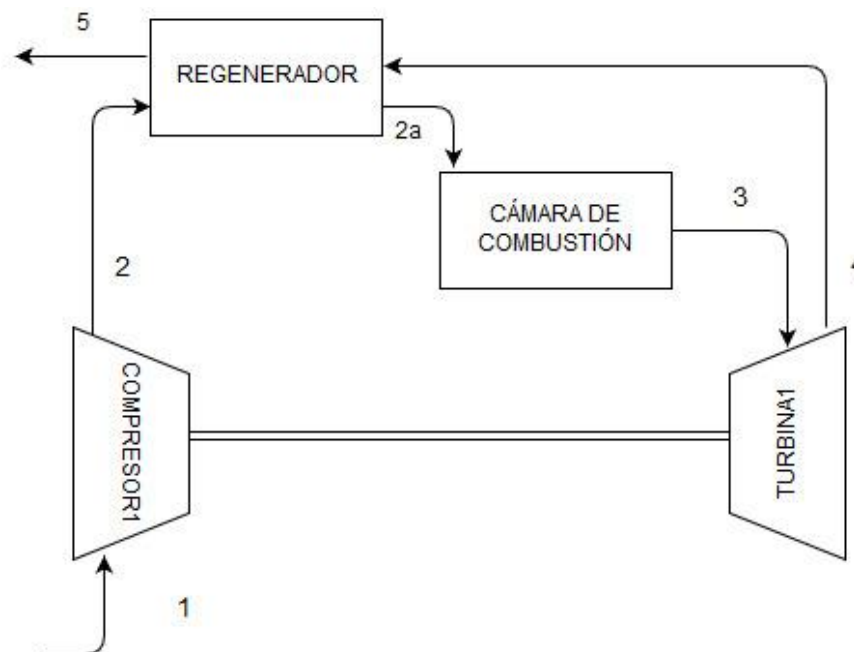 5
REGENERADOR
2a
CÁMARA DE
COMBUSTIÓN
3
2
COMPRESOR1
TURBINA1
1